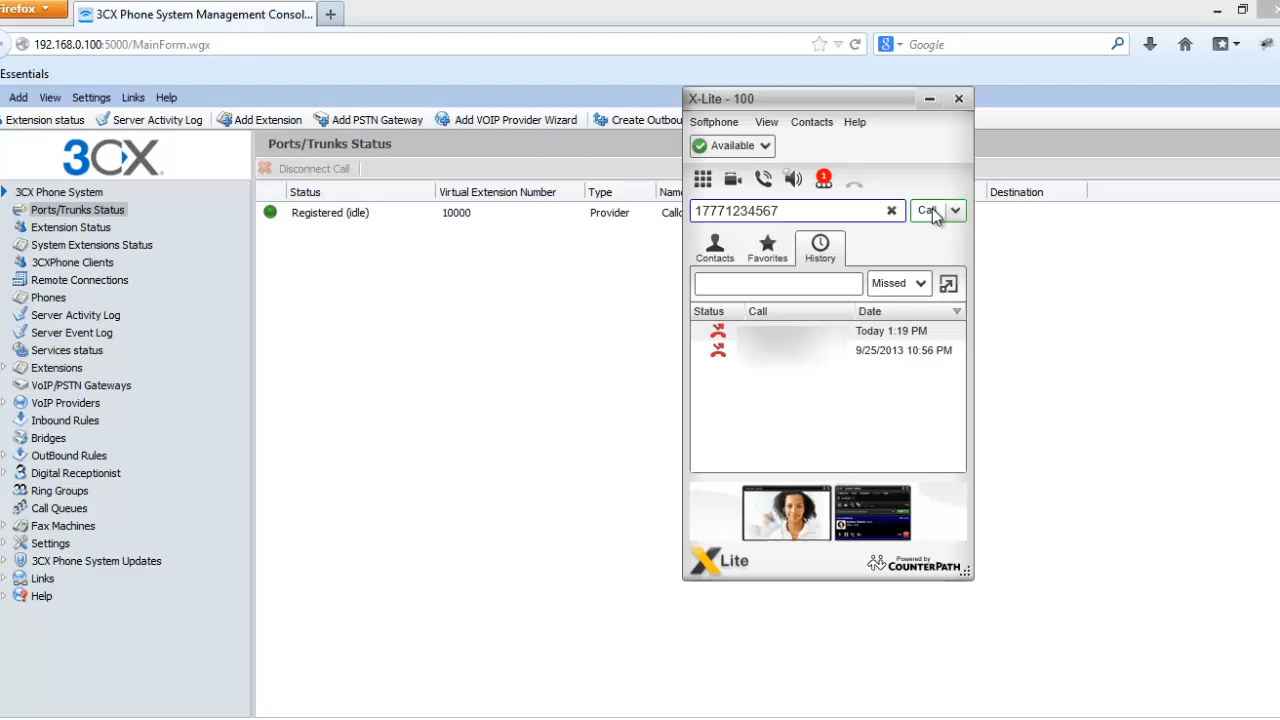 Firefox
3CX Phone System Management Consol...
192.168.0.100:5000/MainForm.wgx
Google
Essentials
Add View Settings Links Help
Extension status Server Activity Log Add Extension Add PSTN Gateway Add VOIP Provider Wizard Create Outbou
3CX
Ports/Trunks Status
Disconnect Call
Status Virtual Extension Number Type Name Destination
Registered (idle) 10000 Provider
3CX Phone System
Ports/Trunks Status
Extension Status
System Extensions Status
3CXPhone Clients
Remote Connections
Phones
Server Activity Log
Server Event Log
Services status
Extensions
VoIP/PSTN Gateways
VoIP Providers
Inbound Rules
Bridges
OutBound Rules
Digital Receptionist
Ring Groups
Call Queues
Fax Machines
Settings
3CX Phone System Updates
Links
Help
X-Lite - 100
Softphone View Contacts Help
Available
1
17771234567
Call
Contacts Favorites History
Missed
Status Call Date
Today 1:19 PM
9/25/2013 10:56 PM
X Lite
Powered by
COUNTERPATH